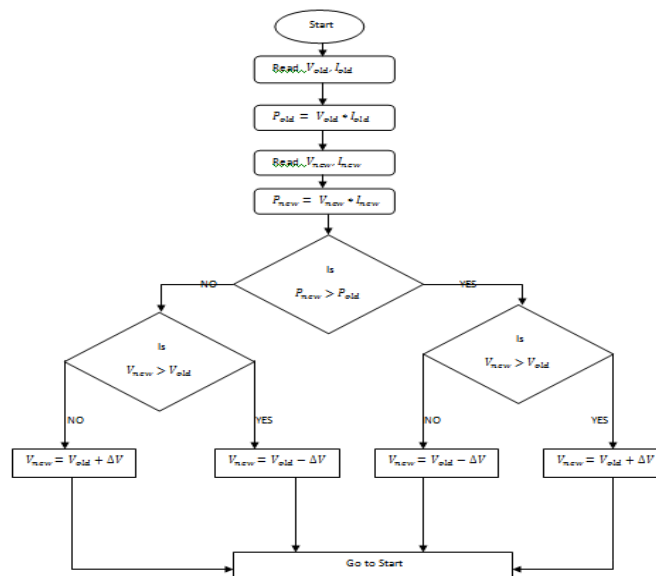 Start
Read V_old, I_old
P_old = V_old * I_old
Read V_new, I_new
P_new = V_new * I_new
Is
P_new > P_old
NO
YES
Is
V_new > V_old
Is
V_new > V_old
NO
YES
NO
YES
V_new = V_old + ΔV
V_new = V_old − ΔV
V_new = V_old − ΔV
V_new = V_old + ΔV
Go to Start